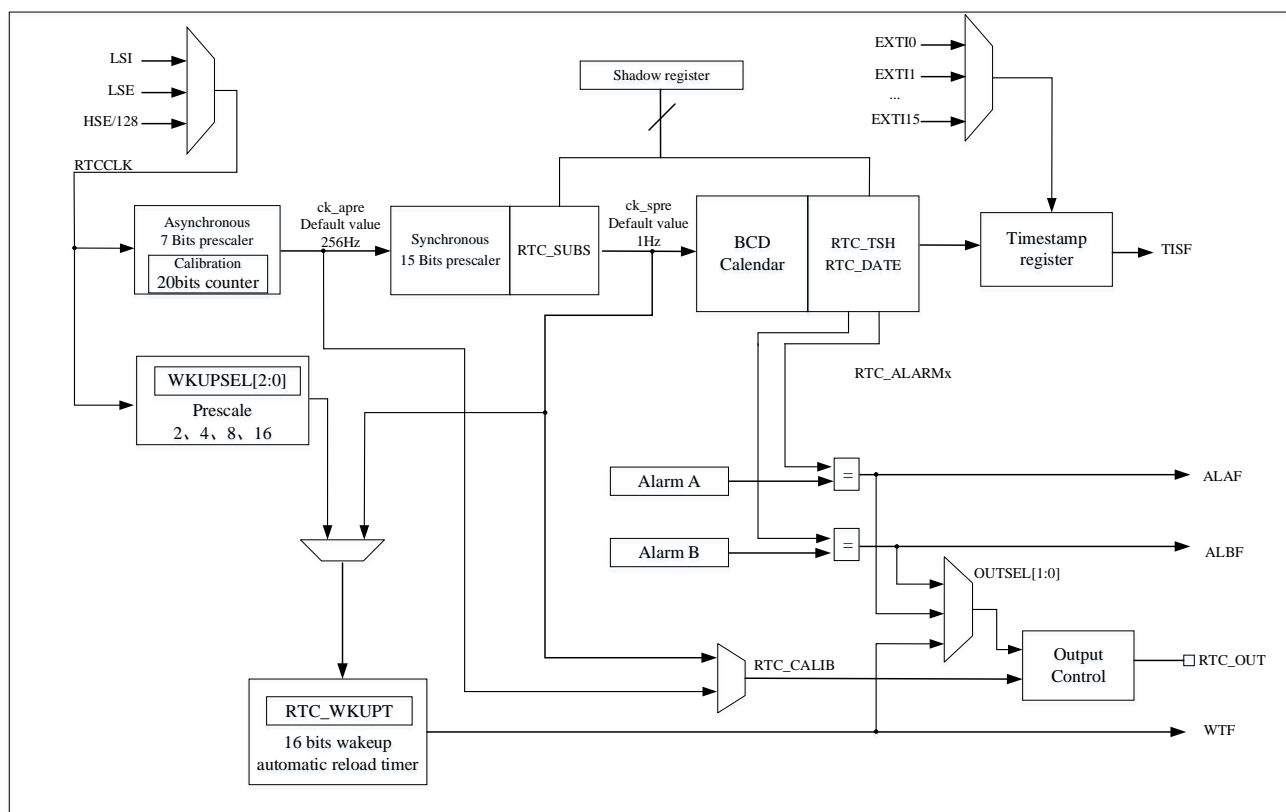 LSI
LSE
HSE/128
RTCCLK
Shadow register
EXTI0
EXTI1
...
EXTI15
Asynchronous
7 Bits prescaler
Calibration
20bits counter
ck_apre
Default value
256Hz
Synchronous
15 Bits prescaler
RTC_SUBS
ck_spre
Default value
1Hz
BCD
Calendar
RTC_TSH
RTC_DATE
Timestamp
register
TISF
WKUPSEL[2:0]
Prescale
2、4、8、16
RTC_ALARMx
Alarm A
=
ALAF
Alarm B
=
ALBF
OUTSEL[1:0]
RTC_CALIB
Output
Control
RTC_OUT
RTC_WKUPT
16 bits wakeup
automatic reload timer
WTF